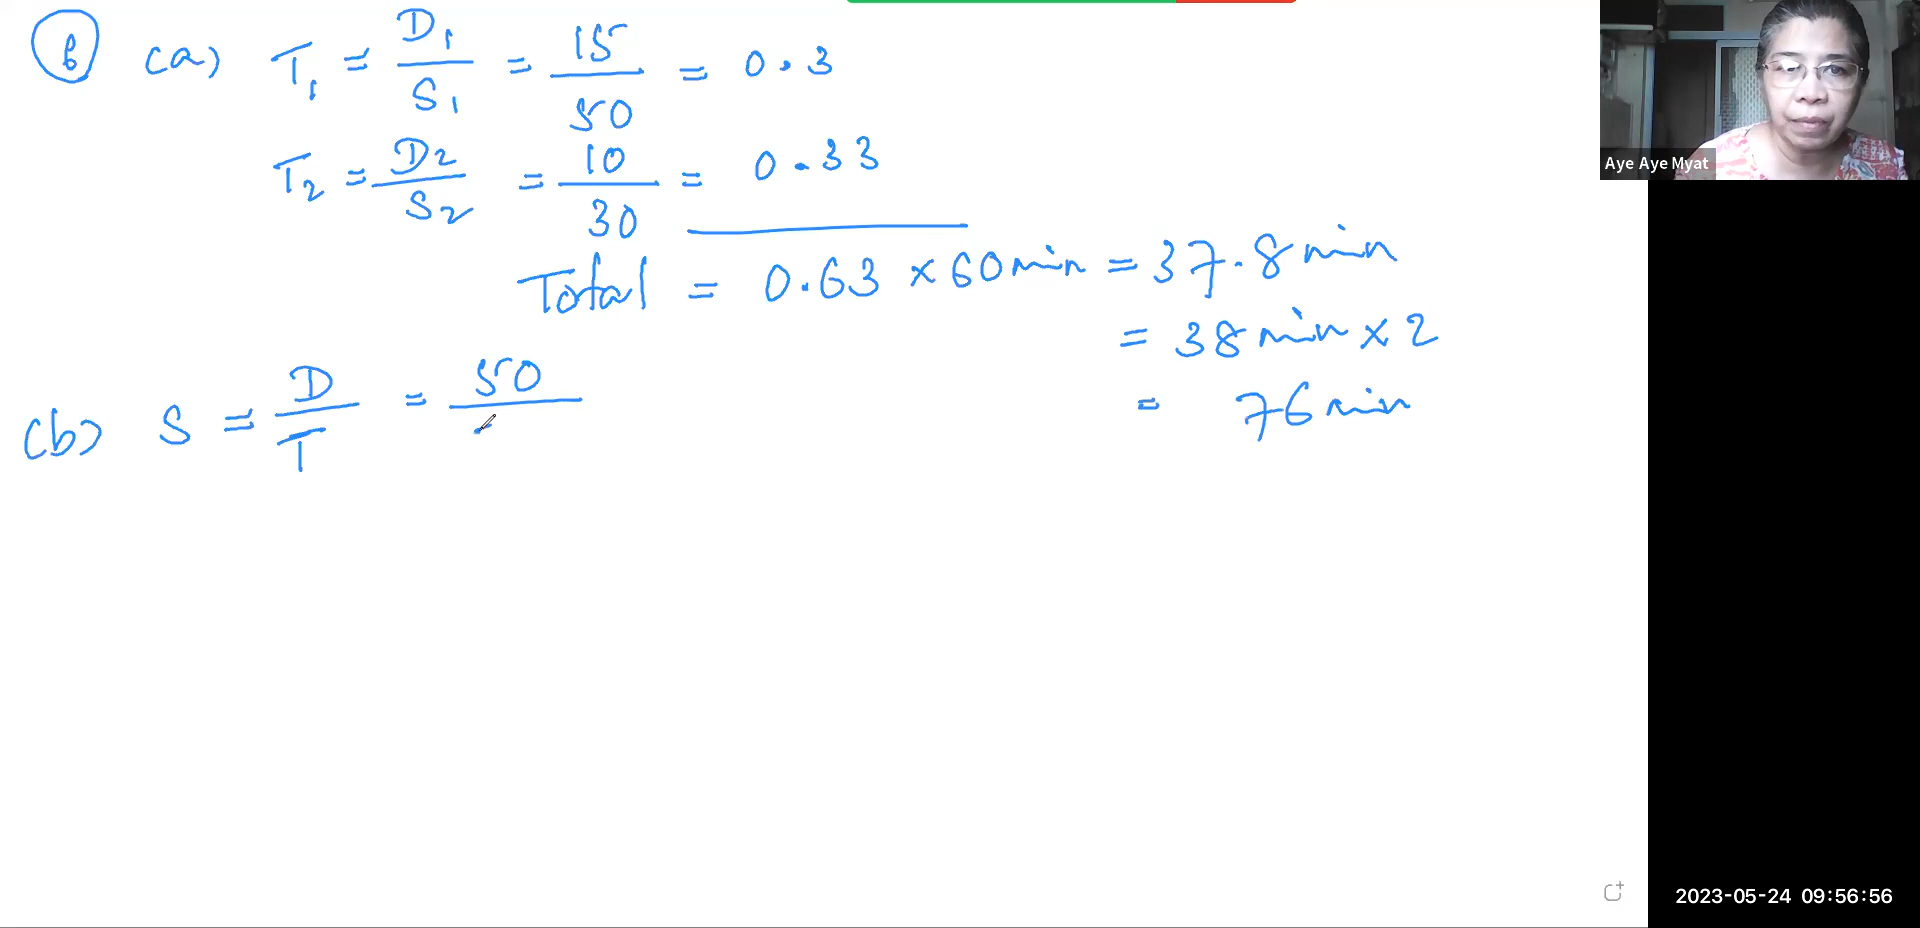 6 (a) T₁ = D₁/S₁ = 15/50 = 0.3
T₂ = D₂/S₂ = 10/30 = 0.33
Total = 0.63 × 60 min = 37.8 min
= 38 min × 2
= 76 min
(b) S = D/T = 50
Aye Aye Myat
2023-05-24 09:56:56